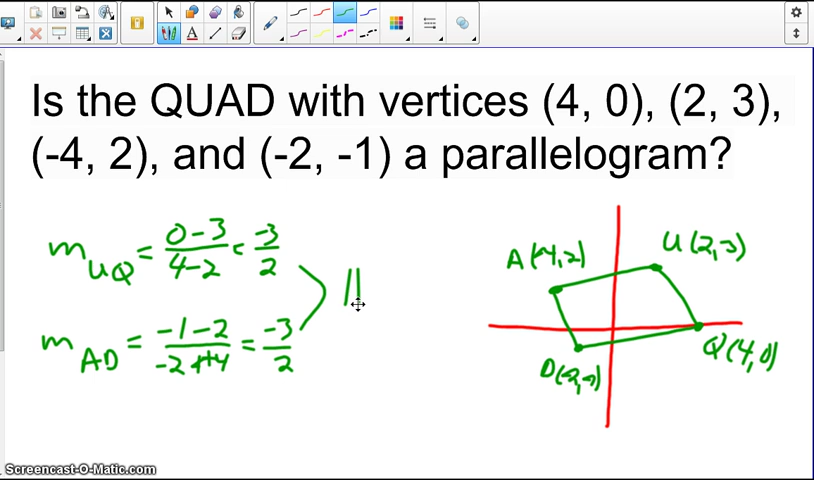 Is the QUAD with vertices (4, 0), (2, 3),
(-4, 2), and (-2, -1) a parallelogram?
m UQ = 0-3 / 4-2 = -3 / 2
m AD = -1-2 / -2+4 = -3 / 2
||
A(-4,2)
U(2,3)
Q(4,0)
D(-2,-1)
Screencast-O-Matic.com